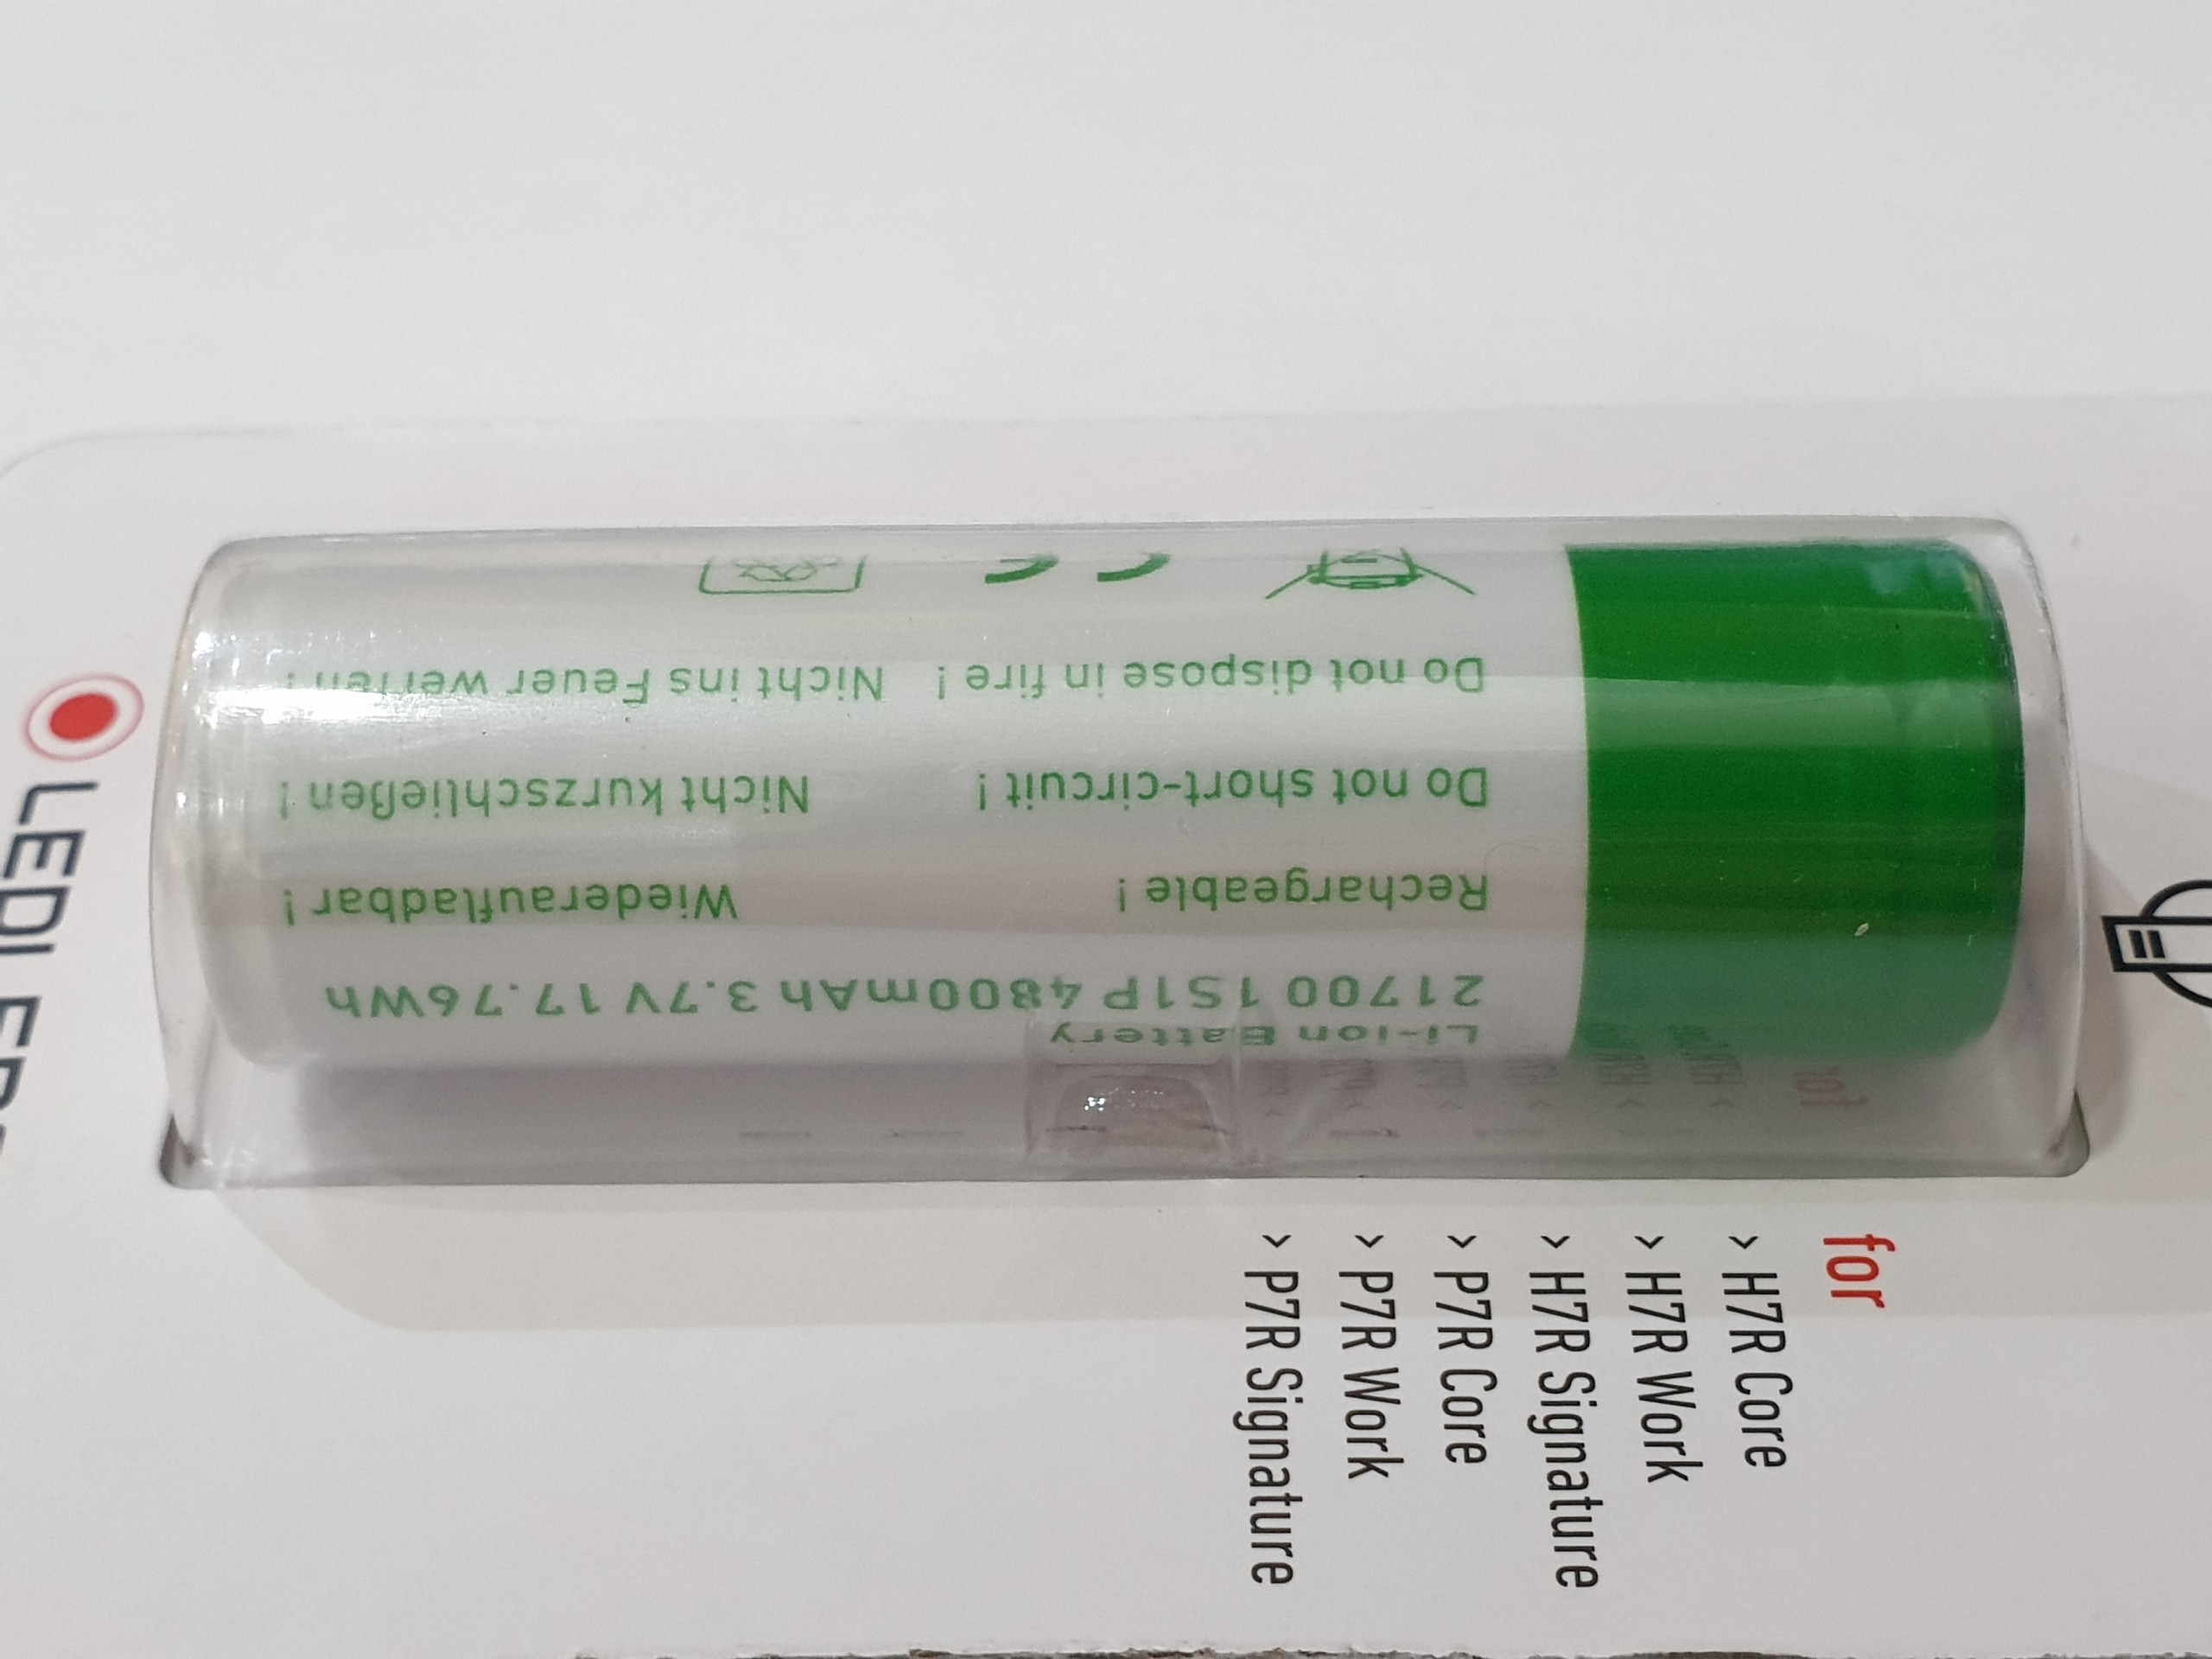 Li-ion Battery
21700 1S1P 4800mAh 3.7V 17.76Wh
Rechargeable ! Wiederaufladbar !
Do not short-circuit ! Nicht kurzschließen !
Do not dispose in fire ! Nicht ins Feuer werfen !
CE
for
> H7R Core
> H7R Work
> H7R Signature
> P7R Core
> P7R Work
> P7R Signature